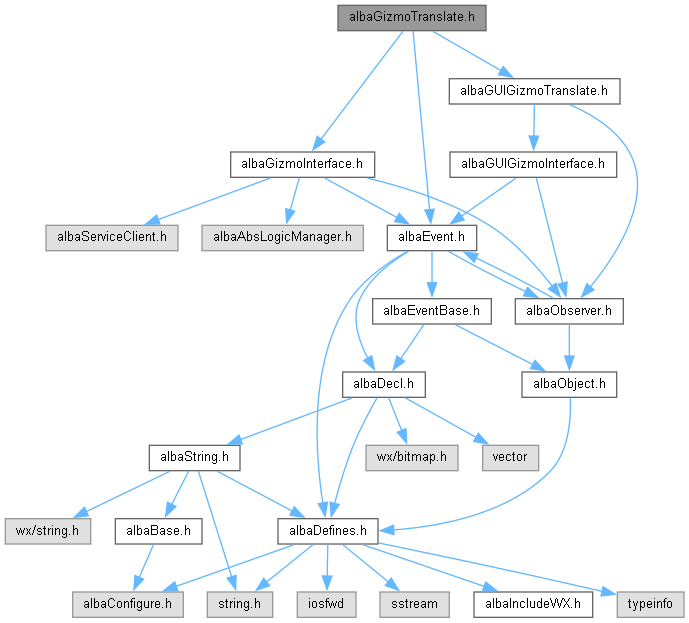 albaGizmoTranslate.h
albaGUIGizmoTranslate.h
albaGizmoInterface.h
albaGUIGizmoInterface.h
albaServiceClient.h
albaAbsLogicManager.h
albaEvent.h
albaEventBase.h
albaObserver.h
albaDecl.h
albaObject.h
albaString.h
wx/bitmap.h
vector
wx/string.h
albaBase.h
albaDefines.h
albaConfigure.h
string.h
iosfwd
sstream
albaIncludeWX.h
typeinfo